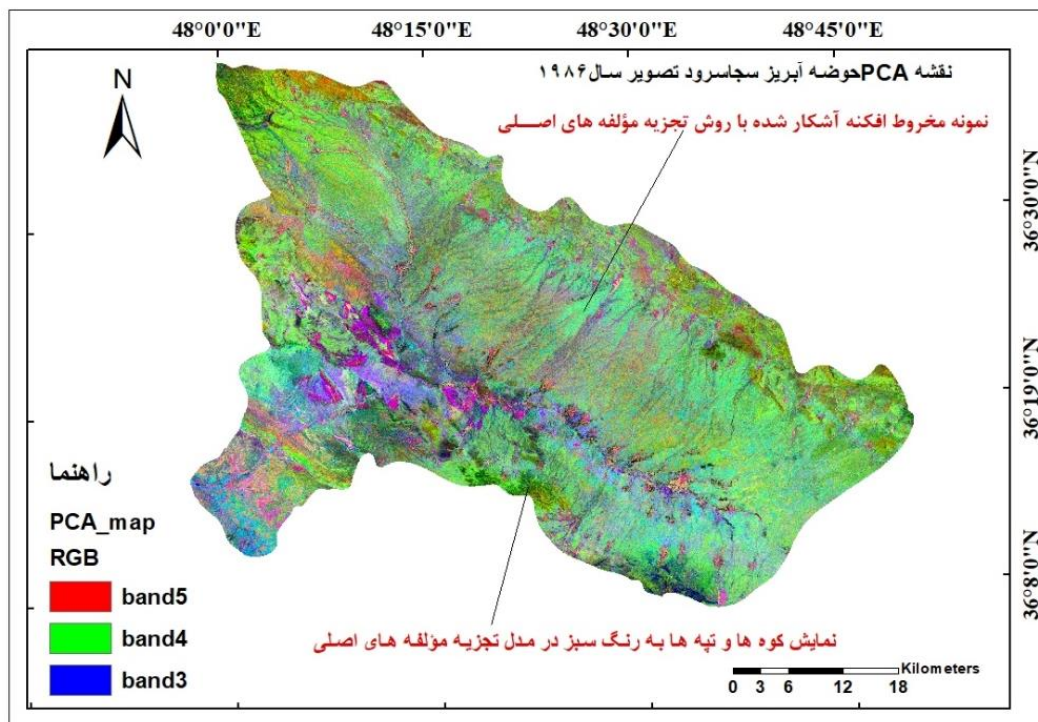 48°0'0"E 48°15'0"E 48°30'0"E 48°45'0"E
N
نقشه PCAحوضه آبریز سجاسرود تصویر سال۱۹۸۶
نمونه مخروط افکنه آشکار شده با روش تجزیه مؤلفه های اصـــلی
36°30'0"N
36°19'0"N
36°8'0"N
راهنما
PCA_map
RGB
band5
band4
band3
نمایش کوه ها و تپه ها به رنگ سبز در مدل تجزیه مؤلفه های اصلی
Kilometers
0 3 6 12 18